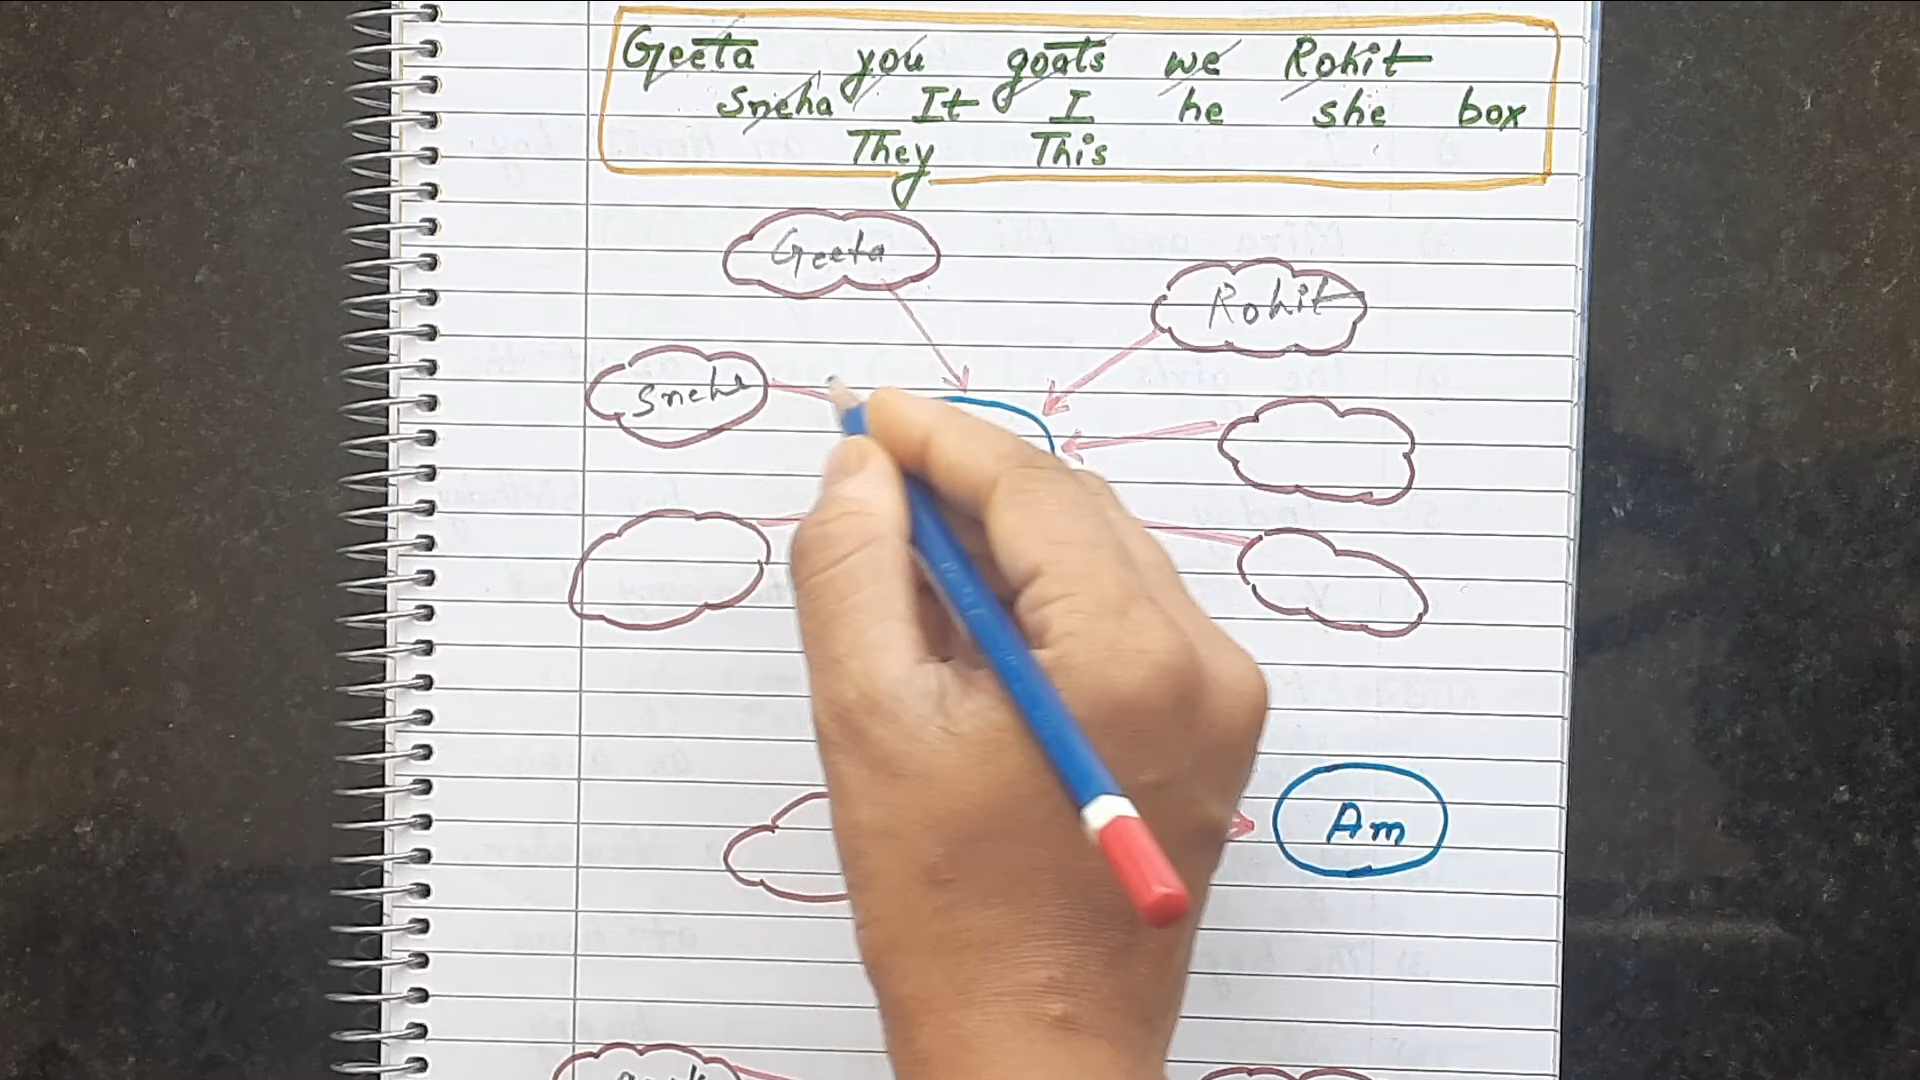 Geeta you goats we Rohit
Sneha It I he she box
They This
Geeta
Rohit
Sneha
Am